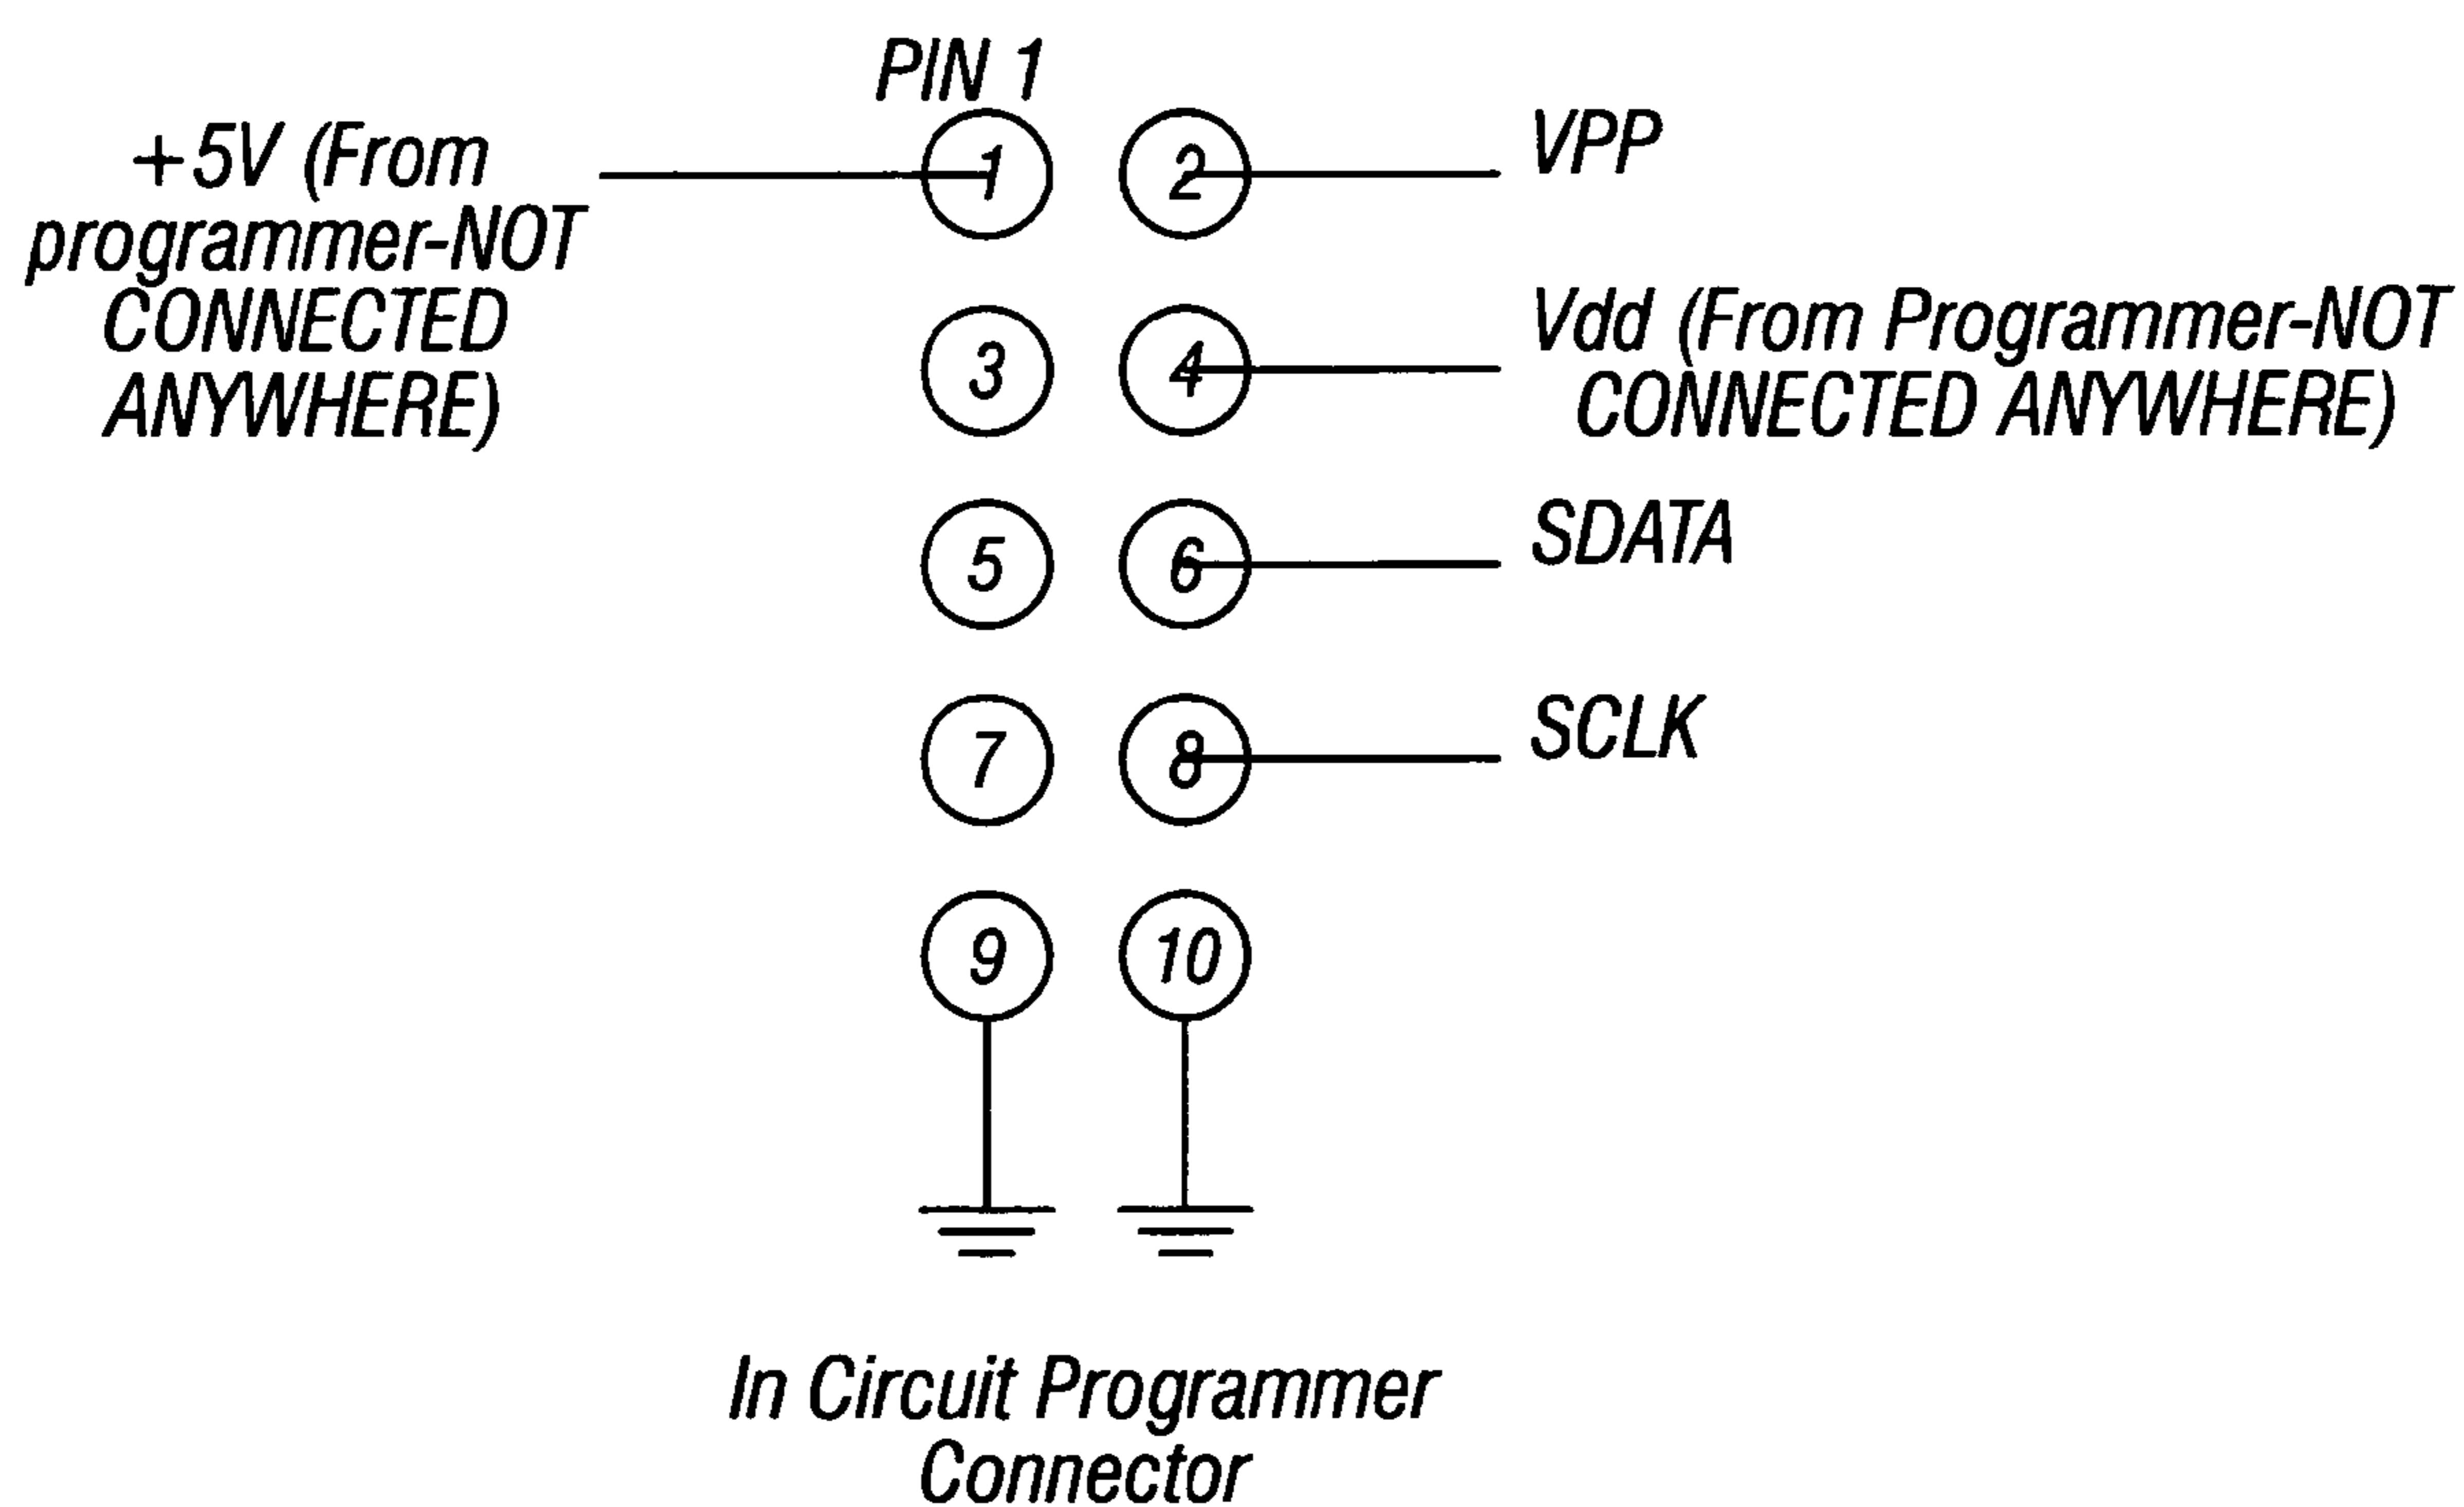 PIN 1
+5V (From
programmer-NOT
CONNECTED
ANYWHERE)
1
2
VPP
3
4
Vdd (From Programmer-NOT
CONNECTED ANYWHERE)
5
6
SDATA
7
8
SCLK
9
10
In Circuit Programmer
Connector